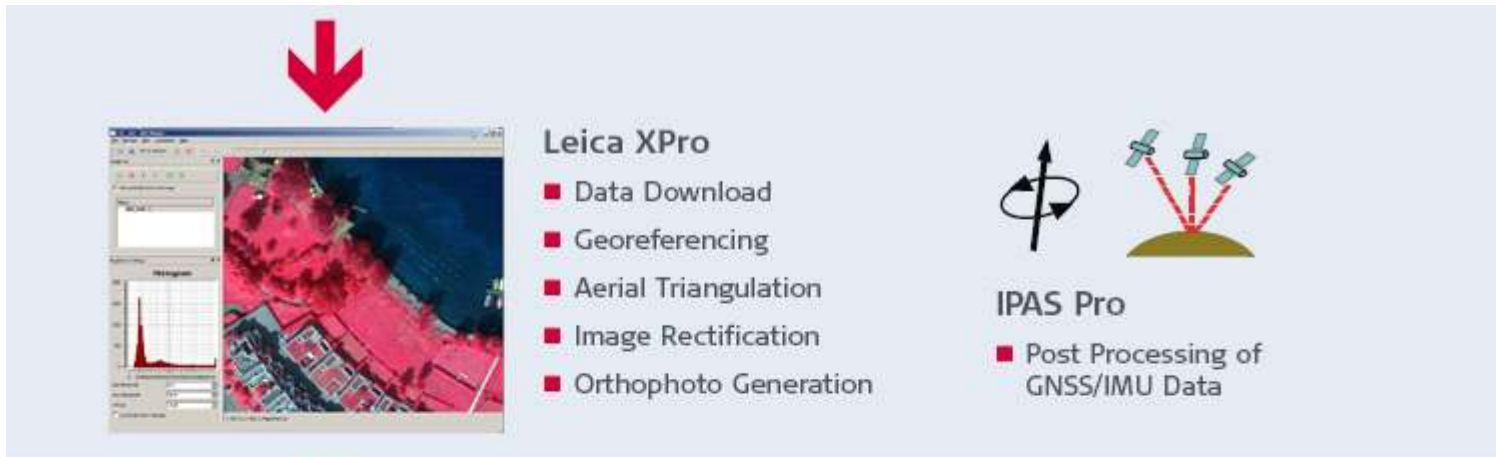 Leica XPro
Data Download
Georeferencing
Aerial Triangulation
Image Rectification
Orthophoto Generation
IPAS Pro
Post Processing of
GNSS/IMU Data
Histogram